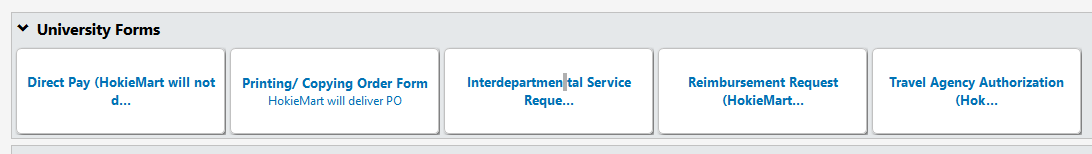 University Forms
Direct Pay (HokieMart will not
d...
Printing/ Copying Order Form
HokieMart will deliver PO
Interdepartmental Service
Reque...
Reimbursement Request
(HokieMart...
Travel Agency Authorization
(Hok...